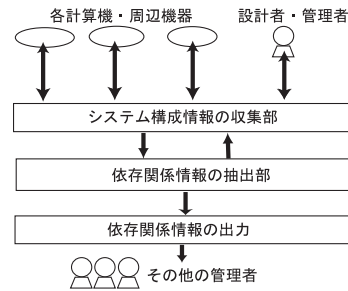 各計算機・周辺機器 設計者・管理者
システム構成情報の収集部
依存関係情報の抽出部
依存関係情報の出力
その他の管理者